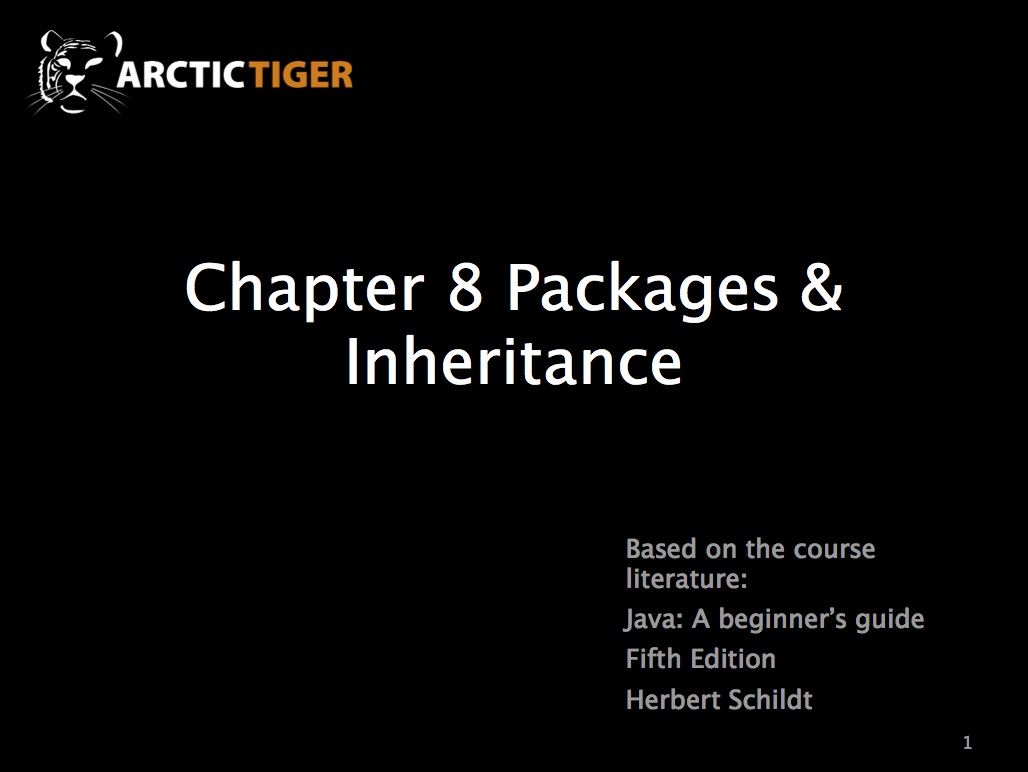 ARCTICTIGER
Chapter 8 Packages &
Inheritance
Based on the course
literature:
Java: A beginner’s guide
Fifth Edition
Herbert Schildt
1